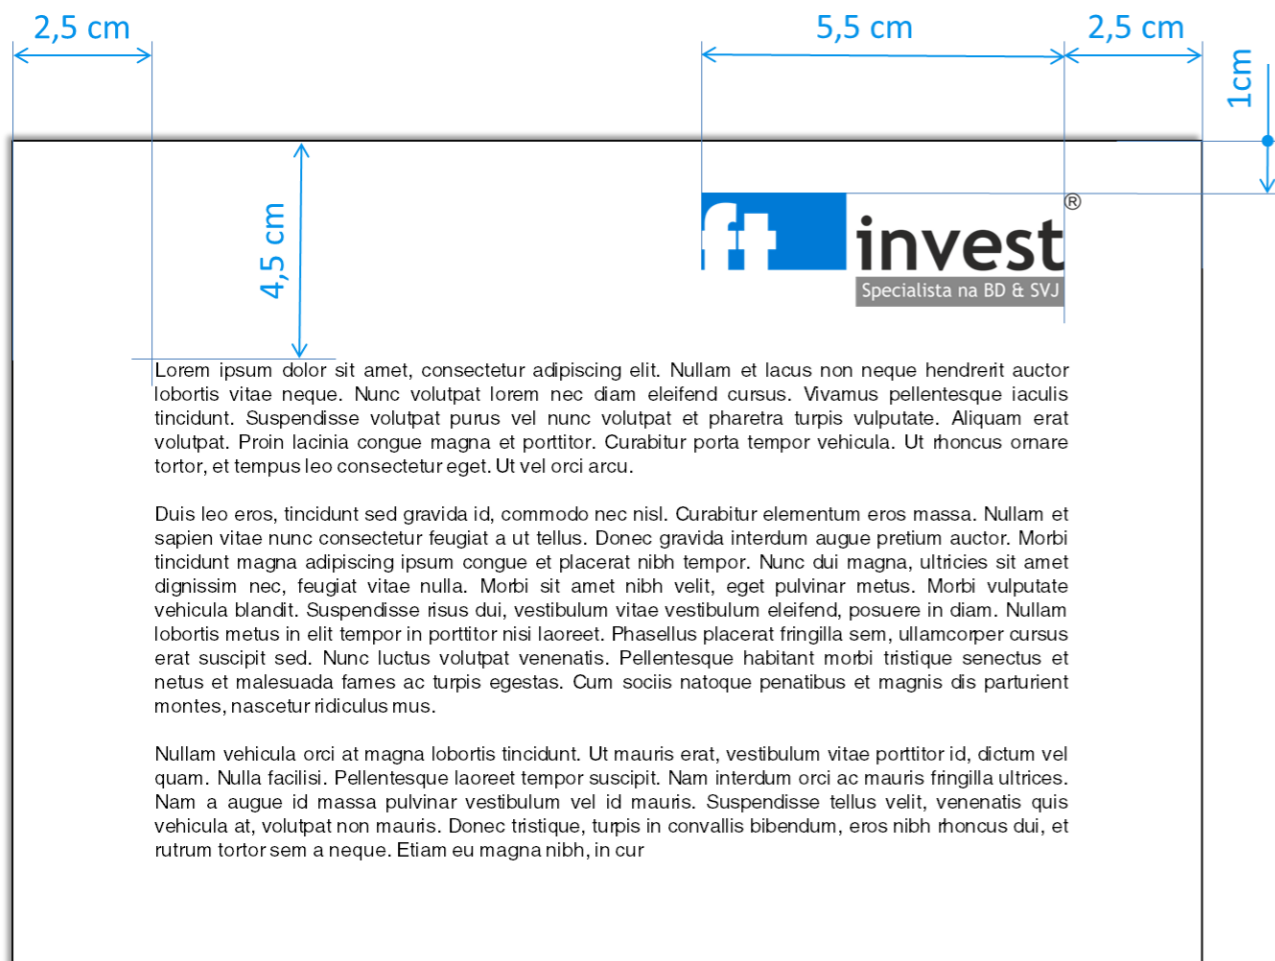 2,5 cm
5,5 cm
2,5 cm
1cm
4,5 cm
ft invest®
Specialista na BD & SVJ
Lorem ipsum dolor sit amet, consectetur adipiscing elit. Nullam et lacus non neque hendrerit auctor
lobortis vitae neque. Nunc volutpat lorem nec diam eleifend cursus. Vivamus pellentesque iaculis
tincidunt. Suspendisse volutpat purus vel nunc volutpat et pharetra turpis vulputate. Aliquam erat
volutpat. Proin lacinia congue magna et porttitor. Curabitur porta tempor vehicula. Ut rhoncus ornare
tortor, et tempus leo consectetur eget. Ut vel orci arcu.
Duis leo eros, tincidunt sed gravida id, commodo nec nisl. Curabitur elementum eros massa. Nullam et
sapien vitae nunc consectetur feugiat a ut tellus. Donec gravida interdum augue pretium auctor. Morbi
tincidunt magna adipiscing ipsum congue et placerat nibh tempor. Nunc dui magna, ultricies sit amet
dignissim nec, feugiat vitae nulla. Morbi sit amet nibh velit, eget pulvinar metus. Morbi vulputate
vehicula blandit. Suspendisse risus dui, vestibulum vitae vestibulum eleifend, posuere in diam. Nullam
lobortis metus in elit tempor in porttitor nisi laoreet. Phasellus placerat fringilla sem, ullamcorper cursus
erat suscipit sed. Nunc luctus volutpat venenatis. Pellentesque habitant morbi tristique senectus et
netus et malesuada fames ac turpis egestas. Cum sociis natoque penatibus et magnis dis parturient
montes, nascetur ridiculus mus.
Nullam vehicula orci at magna lobortis tincidunt. Ut mauris erat, vestibulum vitae porttitor id, dictum vel
quam. Nulla facilisi. Pellentesque laoreet tempor suscipit. Nam interdum orci ac mauris fringilla ultrices.
Nam a augue id massa pulvinar vestibulum vel id mauris. Suspendisse tellus velit, venenatis quis
vehicula at, volutpat non mauris. Donec tristique, turpis in convallis bibendum, eros nibh rhoncus dui, et
rutrum tortor sem a neque. Etiam eu magna nibh, in cur